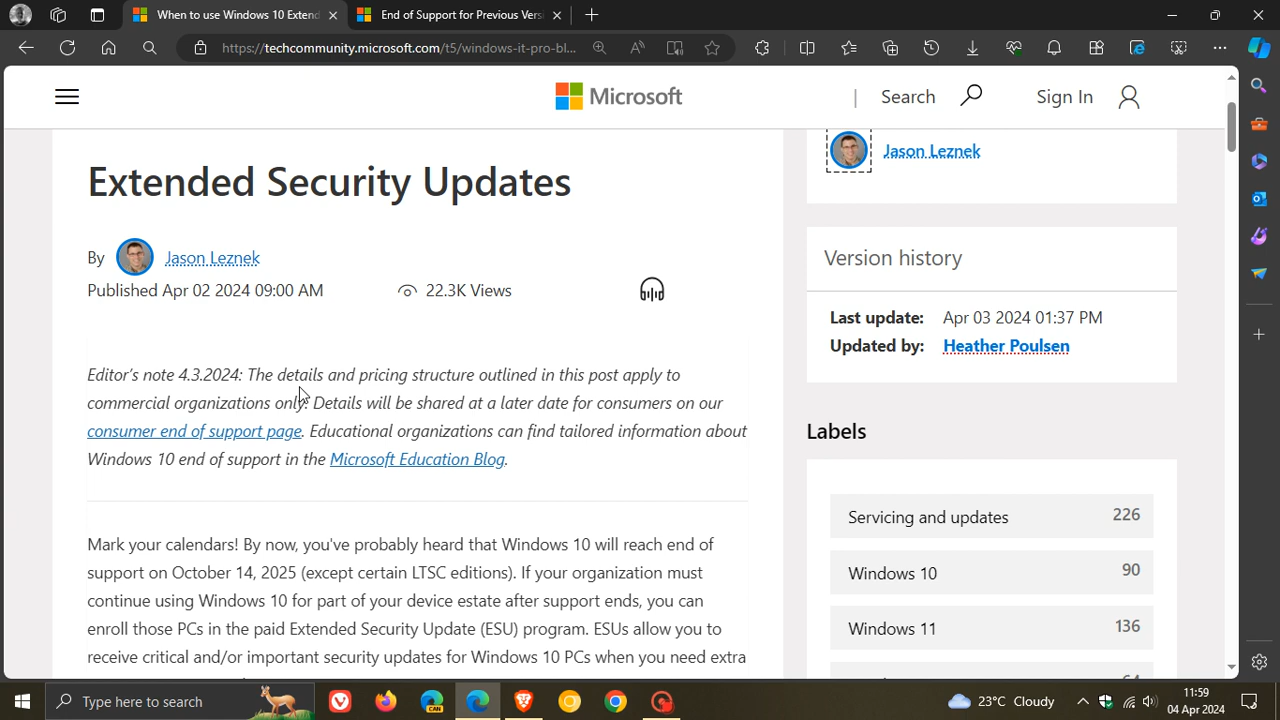 When to use Windows 10 Extend
End of Support for Previous Versi
https://techcommunity.microsoft.com/t5/windows-it-pro-bl...
Microsoft
Search
Sign In
Extended Security Updates
By Jason Leznek
Published Apr 02 2024 09:00 AM
22.3K Views
Editor's note 4.3.2024: The details and pricing structure outlined in this post apply to
commercial organizations only. Details will be shared at a later date for consumers on our
consumer end of support page. Educational organizations can find tailored information about
Windows 10 end of support in the Microsoft Education Blog.
Mark your calendars! By now, you've probably heard that Windows 10 will reach end of
support on October 14, 2025 (except certain LTSC editions). If your organization must
continue using Windows 10 for part of your device estate after support ends, you can
enroll those PCs in the paid Extended Security Update (ESU) program. ESUs allow you to
receive critical and/or important security updates for Windows 10 PCs when you need extra
Jason Leznek
Version history
Last update: Apr 03 2024 01:37 PM
Updated by: Heather Poulsen
Labels
Servicing and updates 226
Windows 10 90
Windows 11 136
Type here to search
CAN
23°C Cloudy
11:59
04 Apr 2024